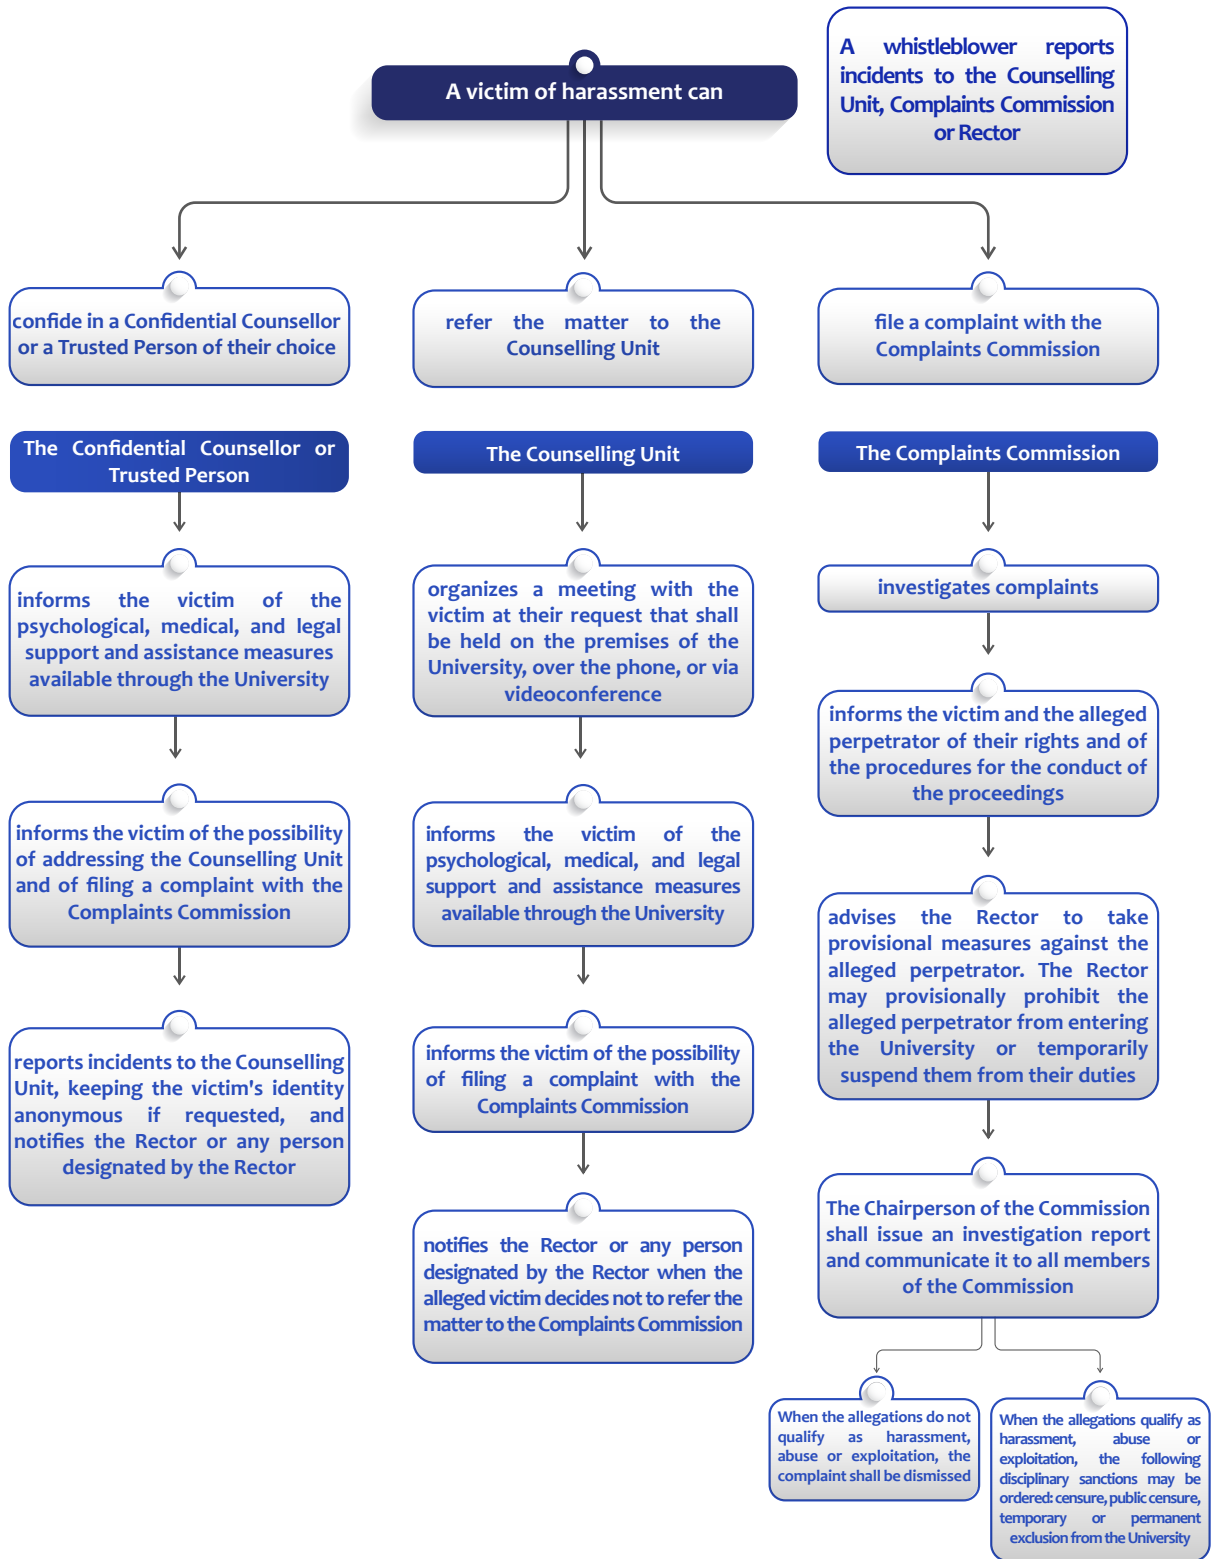 A victim of harassment can
A whistleblower reports
incidents to the Counselling
Unit, Complaints Commission
or Rector
confide in a Confidential Counsellor
or a Trusted Person of their choice
refer the matter to the
Counselling Unit
file a complaint with the
Complaints Commission
The Confidential Counsellor or
Trusted Person
informs the victim of the
psychological, medical, and legal
support and assistance measures
available through the University
informs the victim of the possibility
of addressing the Counselling Unit
and of filing a complaint with the
Complaints Commission
reports incidents to the Counselling
Unit, keeping the victim's identity
anonymous if requested, and
notifies the Rector or any person
designated by the Rector
The Counselling Unit
organizes a meeting with the
victim at their request that shall
be held on the premises of the
University, over the phone, or via
videoconference
informs the victim of the
psychological, medical, and legal
support and assistance measures
available through the University
informs the victim of the possibility
of filing a complaint with the
Complaints Commission
notifies the Rector or any person
designated by the Rector when the
alleged victim decides not to refer the
matter to the Complaints Commission
The Complaints Commission
investigates complaints
informs the victim and the alleged
perpetrator of their rights and of
the procedures for the conduct of
the proceedings
advises the Rector to take
provisional measures against the
alleged perpetrator. The Rector
may provisionally prohibit the
alleged perpetrator from entering
the University or temporarily
suspend them from their duties
The Chairperson of the Commission
shall issue an investigation report
and communicate it to all members
of the Commission
When the allegations do not
qualify as harassment,
abuse or exploitation, the
complaint shall be dismissed
When the allegations qualify as
harassment, abuse or
exploitation, the following
disciplinary sanctions may be
ordered: censure, public censure,
temporary or permanent
exclusion from the University